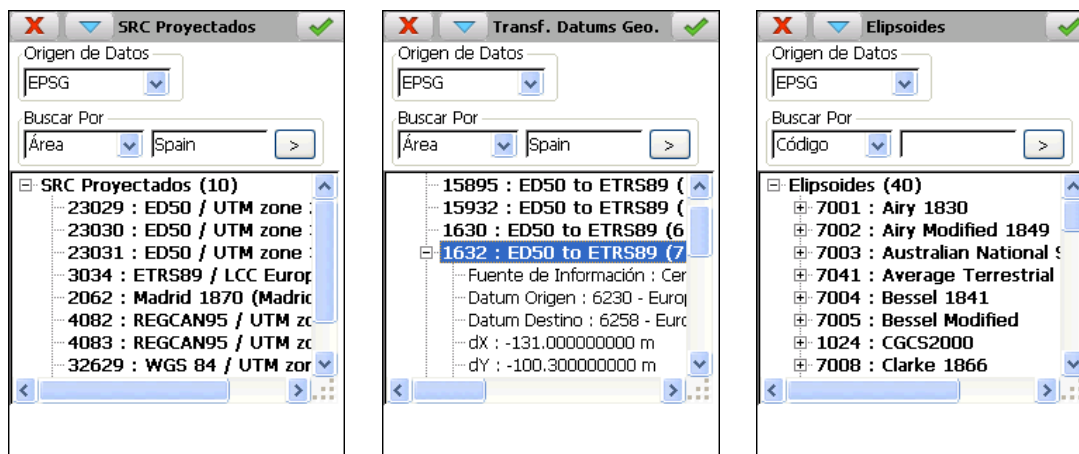 SRC Proyectados
Origen de Datos
EPSG
Buscar Por
Área
Spain
>
SRC Proyectados (10)
23029 : ED50 / UTM zone
23030 : ED50 / UTM zone
23031 : ED50 / UTM zone
3034 : ETRS89 / LCC Europ
2062 : Madrid 1870 (Madric
4082 : REGCAN95 / UTM zo
4083 : REGCAN95 / UTM zo
32629 : WGS 84 / UTM zor
Transf. Datums Geo.
Origen de Datos
EPSG
Buscar Por
Área
Spain
>
15895 : ED50 to ETRS89 (
15932 : ED50 to ETRS89 (
1630 : ED50 to ETRS89 (6
1632 : ED50 to ETRS89 (7
Fuente de Información : Cer
Datum Origen : 6230 - Europ
Datum Destino : 6258 - Euro
dX : -131.000000000 m
dY : -100.300000000 m
Elipsoides
Origen de Datos
EPSG
Buscar Por
Código
>
Elipsoides (40)
7001 : Airy 1830
7002 : Airy Modified 1849
7003 : Australian National S
7041 : Average Terrestrial
7004 : Bessel 1841
7005 : Bessel Modified
1024 : CGCS2000
7008 : Clarke 1866